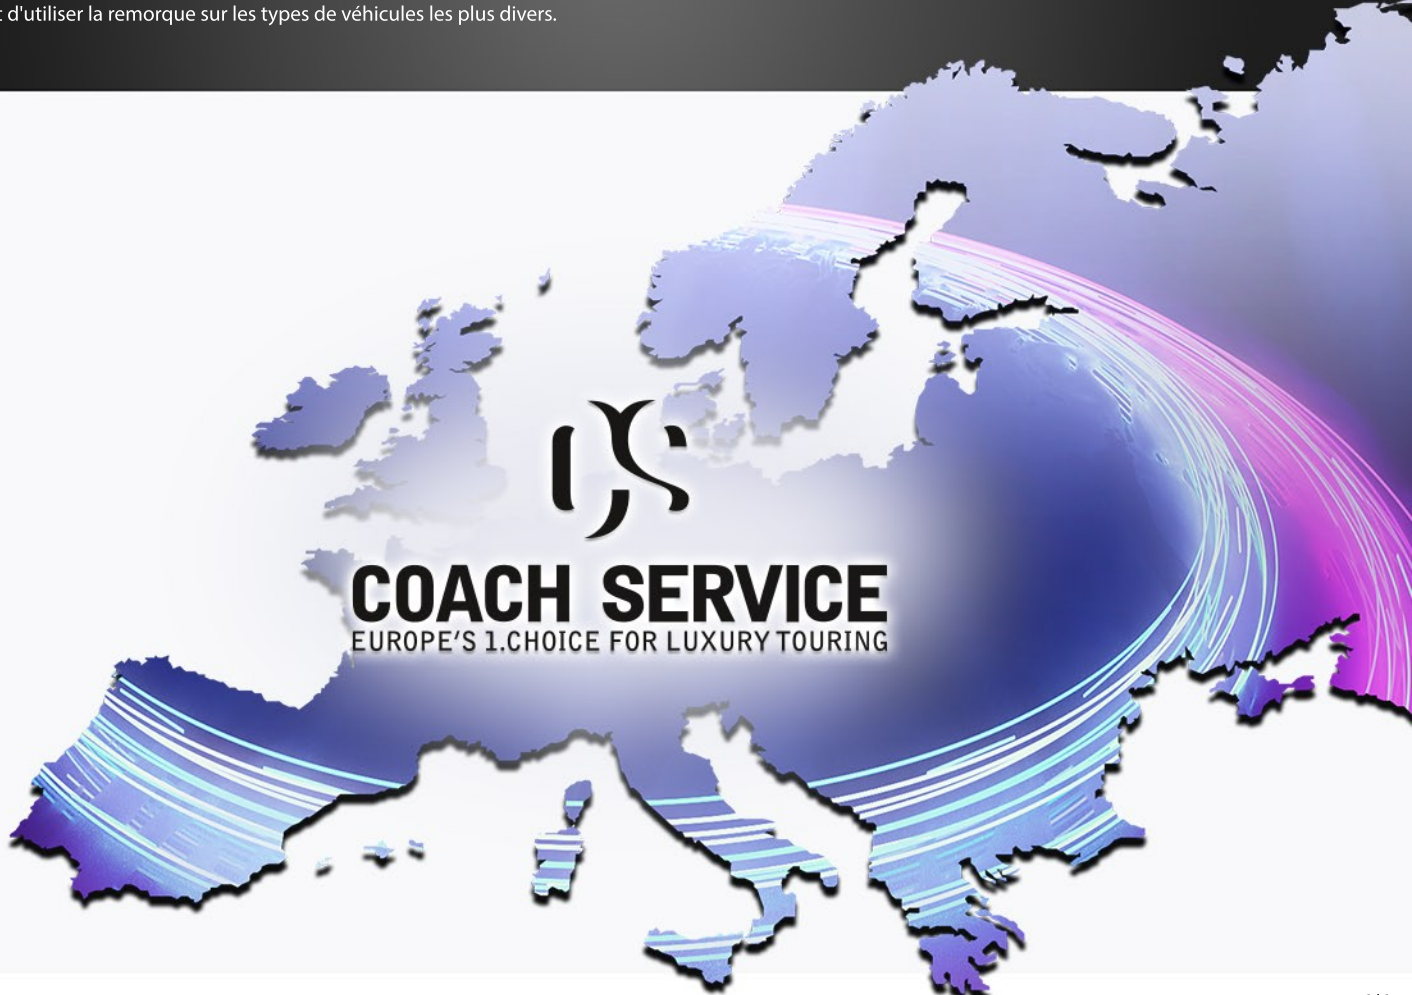 d'utiliser la remorque sur les types de véhicules les plus divers.
CS
COACH SERVICE
EUROPE'S 1.CHOICE FOR LUXURY TOURING